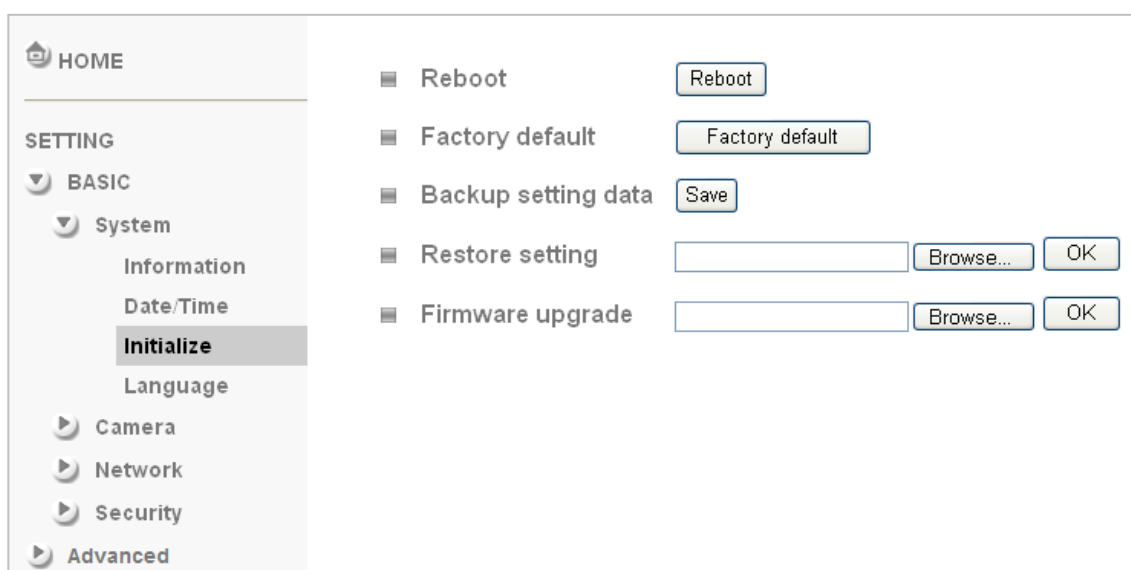 HOME
SETTING
BASIC
System
Information
Date/Time
Initialize
Language
Camera
Network
Security
Advanced
Reboot Reboot
Factory default Factory default
Backup setting data Save
Restore setting Browse... OK
Firmware upgrade Browse... OK